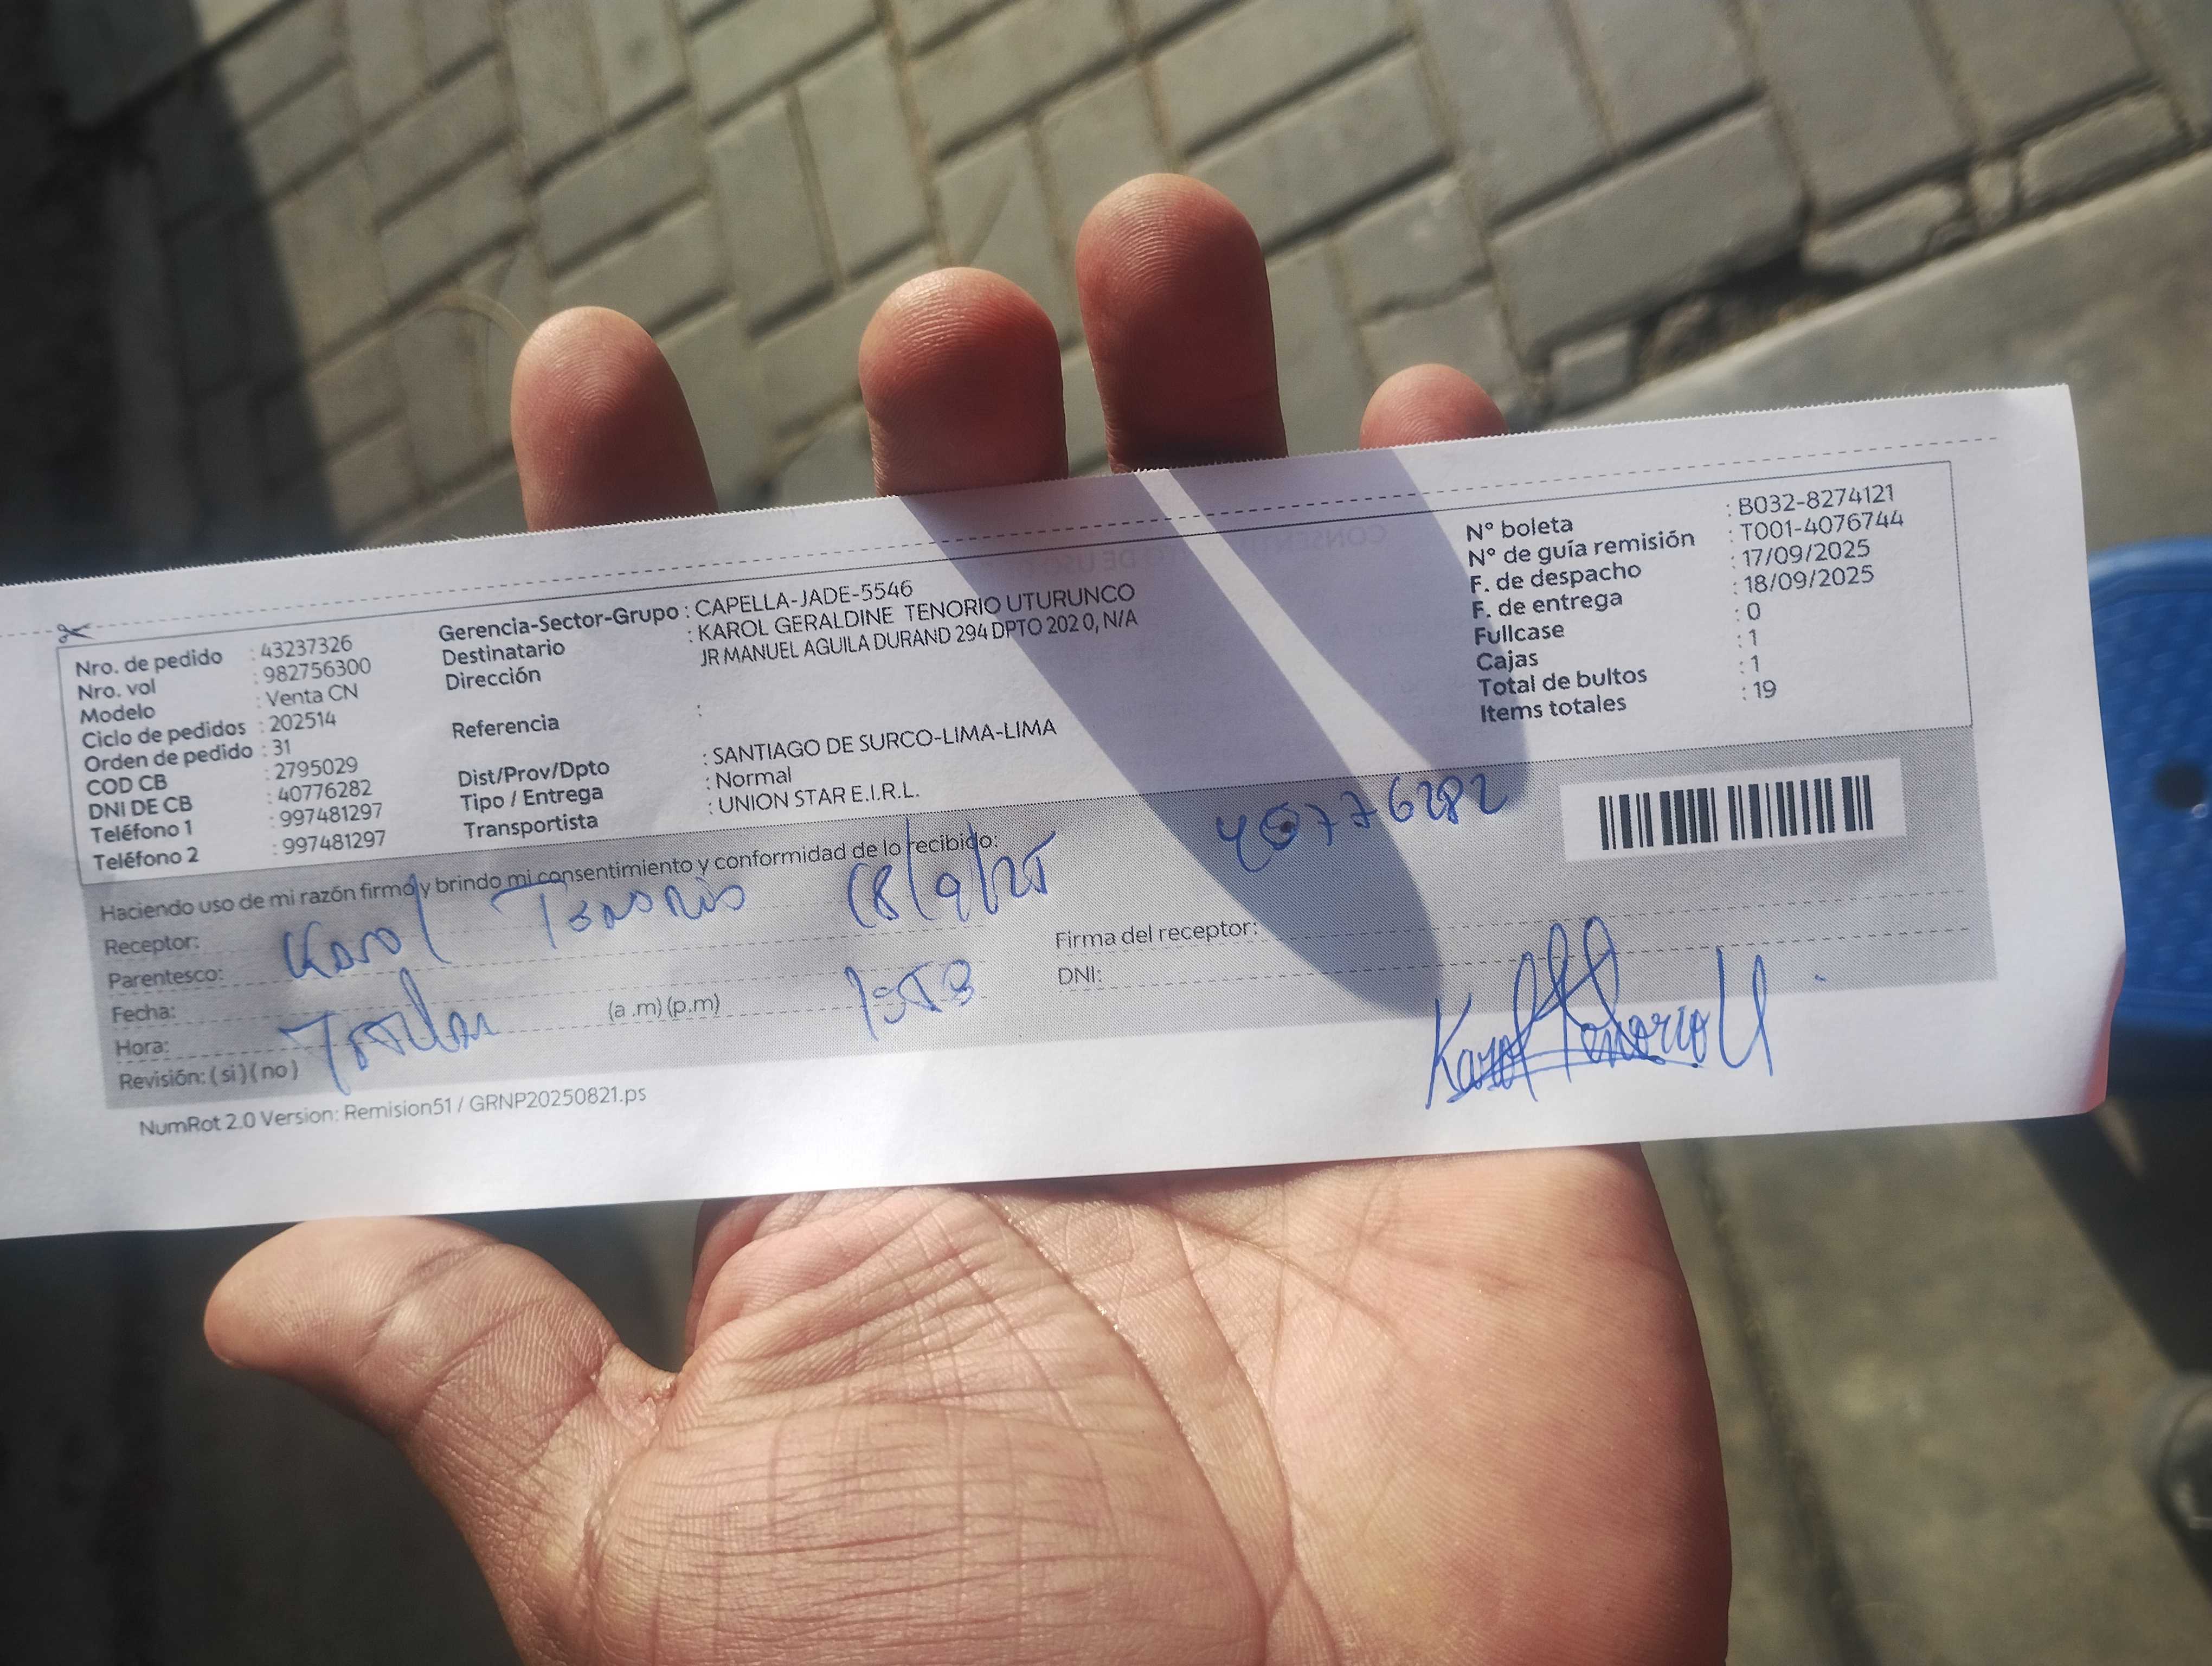 Nro. de pedido : 43237326
Nro. vol : 982756300
Modelo : Venta CN
Ciclo de pedidos : 202514
Orden de pedido : 31
COD CB : 2795029
DNI DE CB : 40776282
Teléfono 1 : 997481297
Teléfono 2 : 997481297
Gerencia-Sector-Grupo : CAPELLA-JADE-5546
Destinatario : KAROL GERALDINE TENORIO UTURUNCO
Dirección JR MANUEL AGUILA DURAND 294 DPTO 202 0, N/A
Referencia :
Dist/Prov/Dpto : SANTIAGO DE SURCO-LIMA-LIMA
Tipo / Entrega : Normal
Transportista : UNION STAR E.I.R.L.
N° boleta : B032-8274121
N° de guía remisión : T001-4076744
F. de despacho : 17/09/2025
F. de entrega : 18/09/2025
Fullcase : 0
Cajas : 1
Total de bultos : 1
Items totales : 19
Haciendo uso de mi razón firmo y brindo mi consentimiento y conformidad de lo recibido:
Receptor: Karol Tenorio 18/9/25
40776282
Parentesco:
Fecha:
Hora: (a .m) (p.m)
Revisión: ( si ) ( no )
Firma del receptor:
DNI:
Karol Tenorio U
NumRot 2.0 Version: Remision51 / GRNP20250821.ps